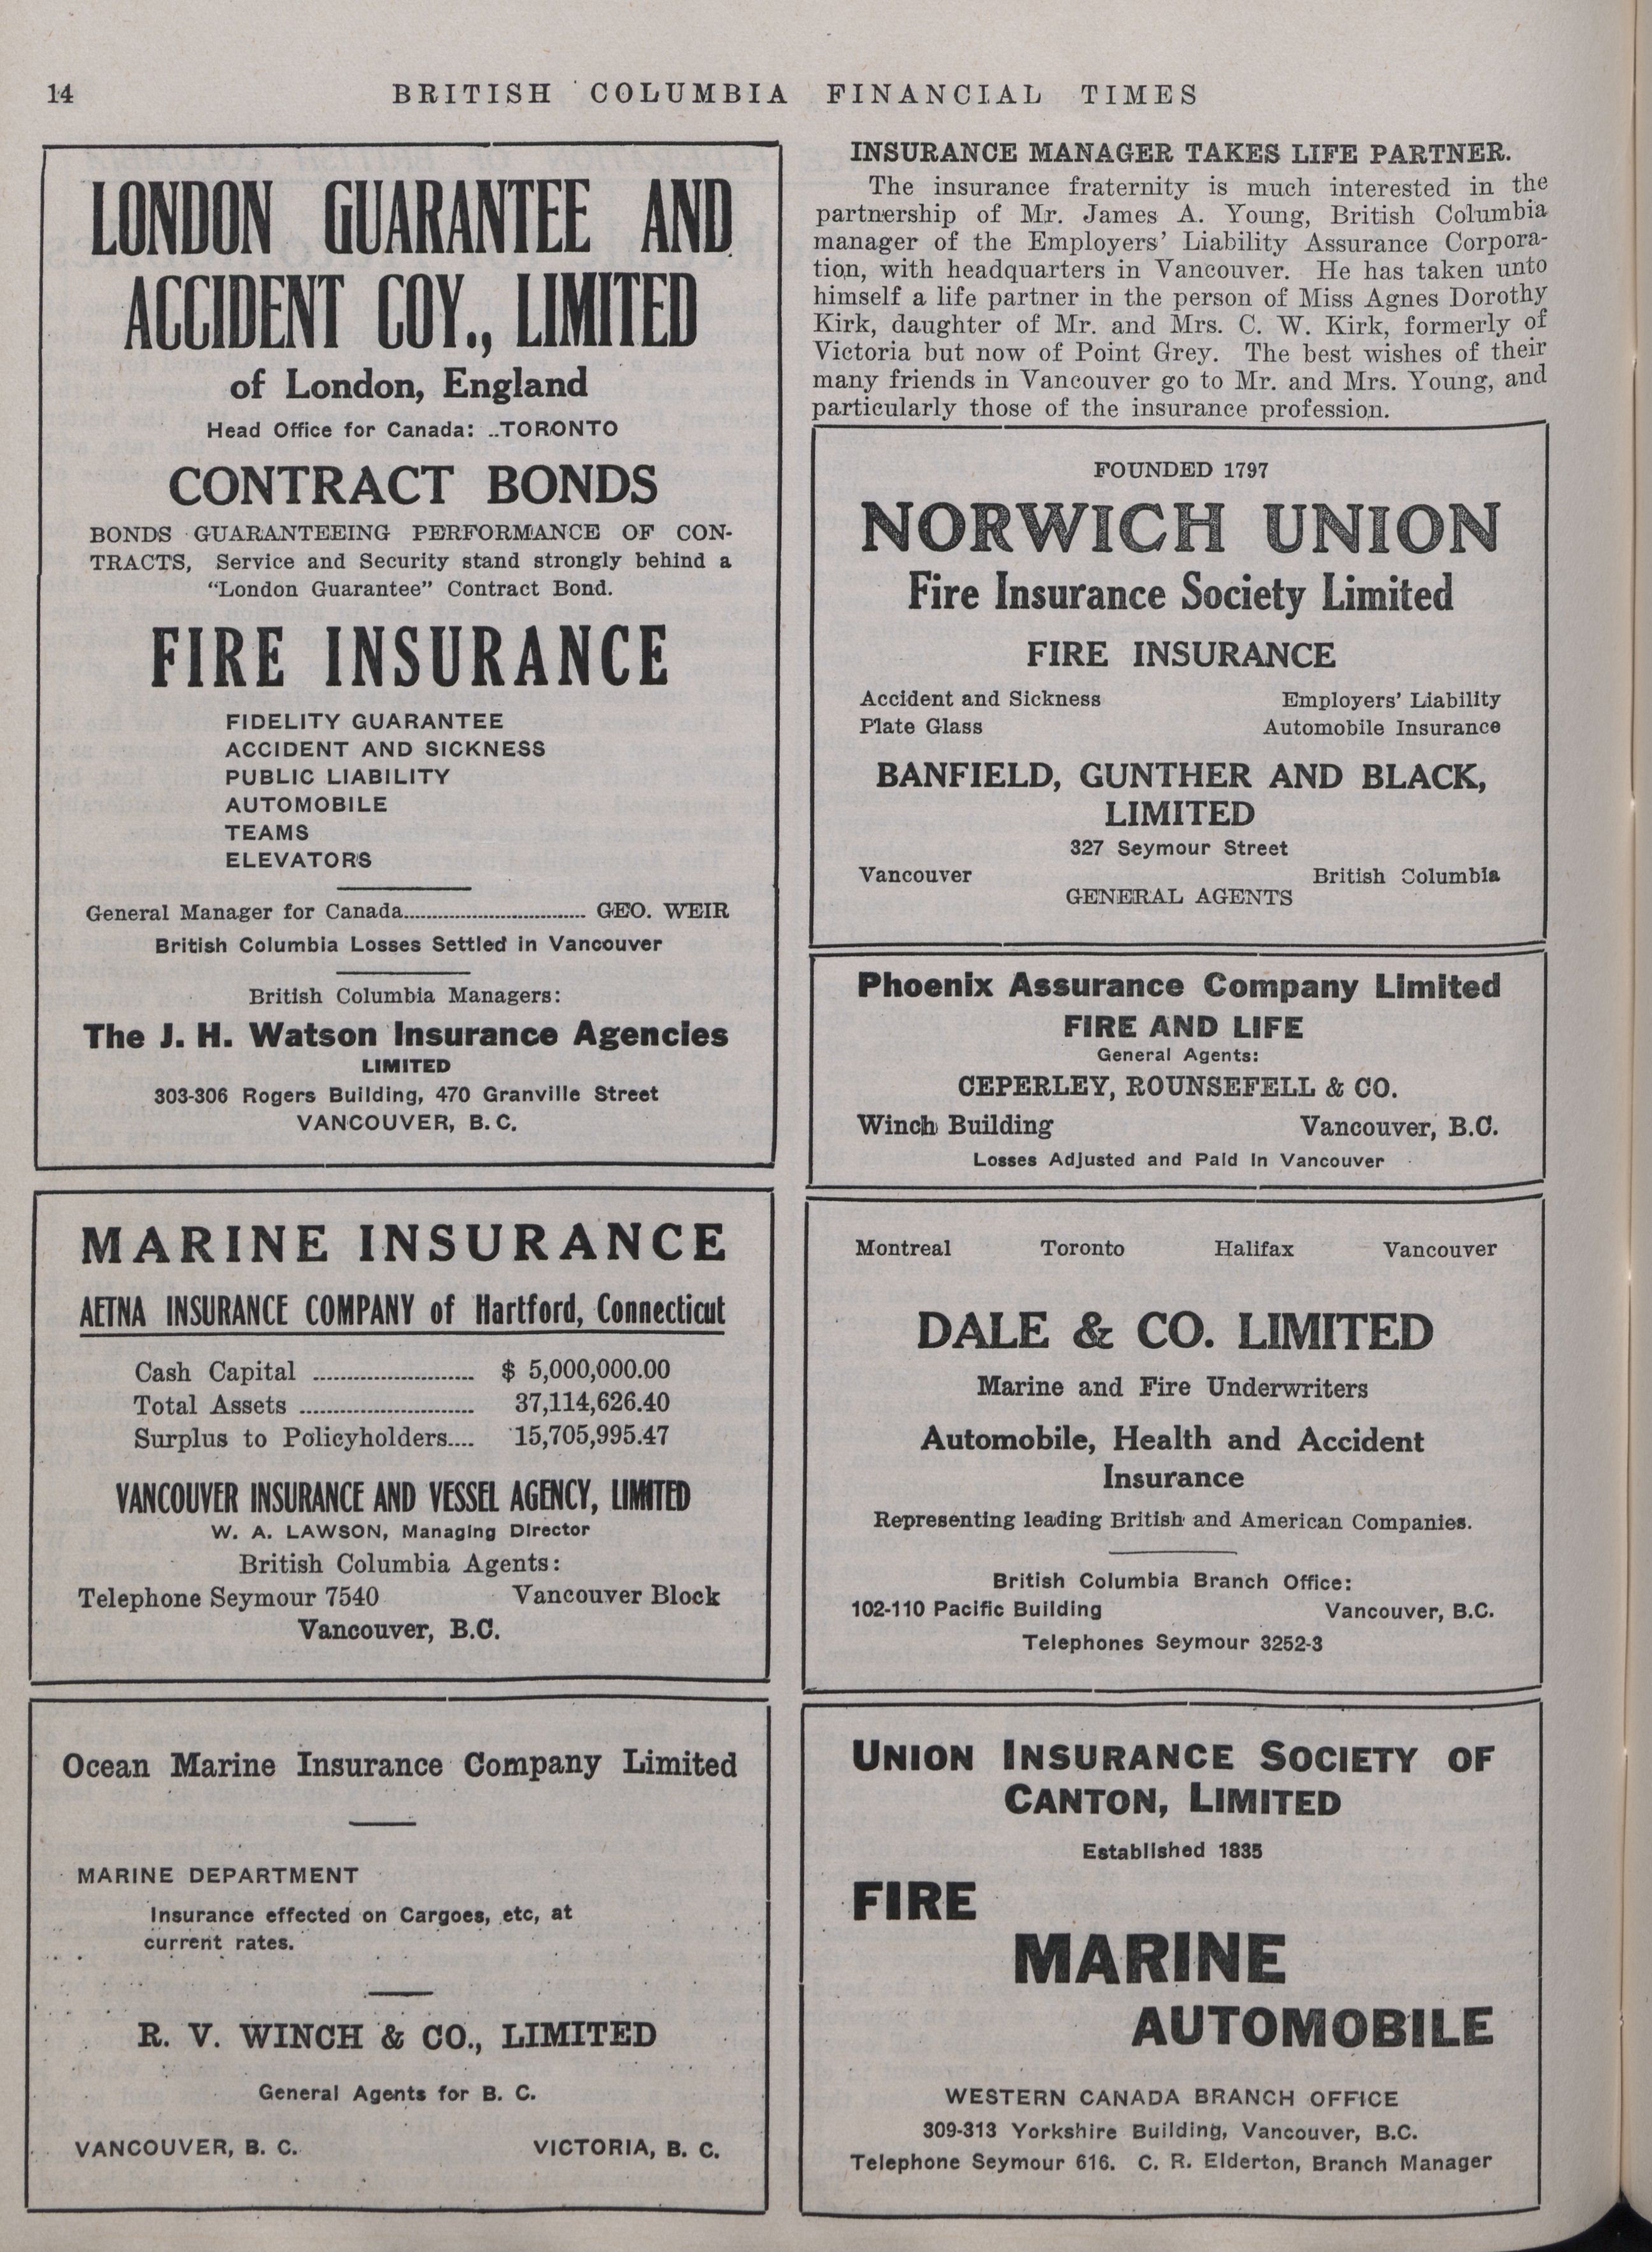 14
BRITISH COLUMBIA FINANCIAL TIMES
LONDON GUARANTEE AND
ACCIDENT COY., LIMITED
of London, England
Head Office for Canada: ..TORONTO
CONTRACT BONDS
BONDS GUARANTEEING PERFORMANCE OF CON-
TRACTS, Service and Security stand strongly behind a
"London Guarantee" Contract Bond.
FIRE INSURANCE
FIDELITY GUARANTEE
ACCIDENT AND SICKNESS
PUBLIC LIABILITY
AUTOMOBILE
TEAMS
ELEVATORS
General Manager for Canada............................... GEO. WEIR
British Columbia Losses Settled in Vancouver
British Columbia Managers:
The J. H. Watson Insurance Agencies
LIMITED
303-306 Rogers Building, 470 Granville Street
VANCOUVER, B. C.
MARINE INSURANCE
AETNA INSURANCE COMPANY of Hartford, Connecticut
Cash Capital ........................ $ 5,000,000.00
Total Assets .......................... 37,114,626.40
Surplus to Policyholders.... 15,705,995.47
VANCOUVER INSURANCE AND VESSEL AGENCY, LIMITED
W. A. LAWSON, Managing Director
British Columbia Agents:
Telephone Seymour 7540 Vancouver Block
Vancouver, B.C.
Ocean Marine Insurance Company Limited
MARINE DEPARTMENT
Insurance effected on Cargoes, etc, at
current rates.
R. V. WINCH & CO., LIMITED
General Agents for B. C.
VANCOUVER, B. C. VICTORIA, B. C.
INSURANCE MANAGER TAKES LIFE PARTNER.
The insurance fraternity is much interested in the
partnership of Mr. James A. Young, British Columbia
manager of the Employers' Liability Assurance Corpora-
tion, with headquarters in Vancouver. He has taken unto
himself a life partner in the person of Miss Agnes Dorothy
Kirk, daughter of Mr. and Mrs. C. W. Kirk, formerly of
Victoria but now of Point Grey. The best wishes of their
many friends in Vancouver go to Mr. and Mrs. Young, and
particularly those of the insurance profession.
FOUNDED 1797
NORWICH UNION
Fire Insurance Society Limited
FIRE INSURANCE
Accident and Sickness Employers' Liability
Plate Glass Automobile Insurance
BANFIELD, GUNTHER AND BLACK,
LIMITED
327 Seymour Street
Vancouver British Columbia
GENERAL AGENTS
Phoenix Assurance Company Limited
FIRE AND LIFE
General Agents:
CEPERLEY, ROUNSEFELL & CO.
Winch Building Vancouver, B.C.
Losses Adjusted and Paid in Vancouver
Montreal Toronto Halifax Vancouver
DALE & CO. LIMITED
Marine and Fire Underwriters
Automobile, Health and Accident
Insurance
Representing leading British and American Companies.
British Columbia Branch Office:
102-110 Pacific Building Vancouver, B.C.
Telephones Seymour 3252-3
UNION INSURANCE SOCIETY OF
CANTON, LIMITED
Established 1835
FIRE
MARINE
AUTOMOBILE
WESTERN CANADA BRANCH OFFICE
309-313 Yorkshire Building, Vancouver, B.C.
Telephone Seymour 616. C. R. Elderton, Branch Manager